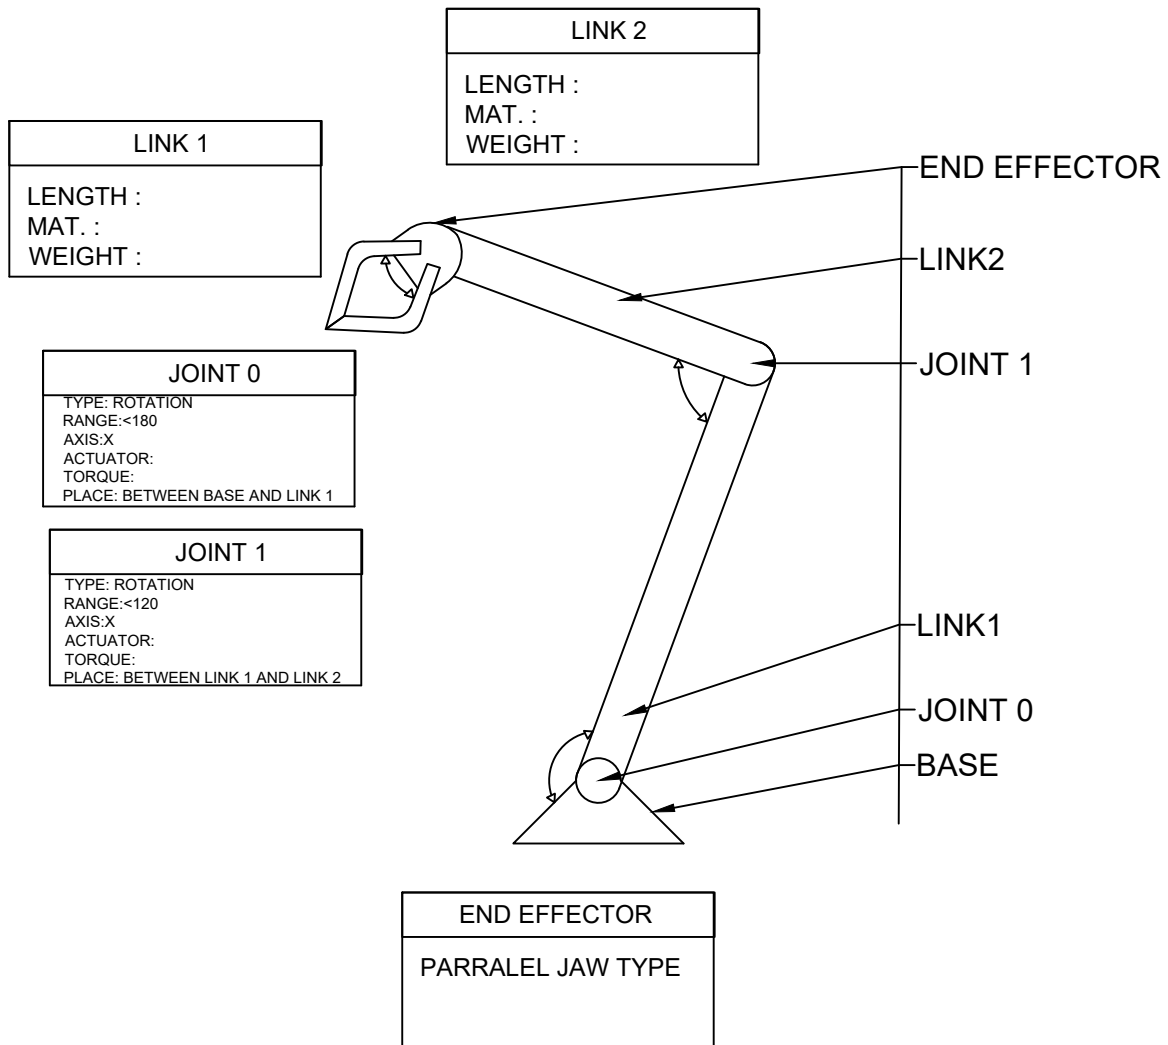 LINK 2
LENGTH :
MAT. :
WEIGHT :
LINK 1
LENGTH :
MAT. :
WEIGHT :
END EFFECTOR
LINK2
JOINT 1
JOINT 0
TYPE: ROTATION
RANGE:<180
AXIS:X
ACTUATOR:
TORQUE:
PLACE: BETWEEN BASE AND LINK 1
JOINT 1
TYPE: ROTATION
RANGE:<120
AXIS:X
ACTUATOR:
TORQUE:
PLACE: BETWEEN LINK 1 AND LINK 2
LINK1
JOINT 0
BASE
END EFFECTOR
PARRALEL JAW TYPE